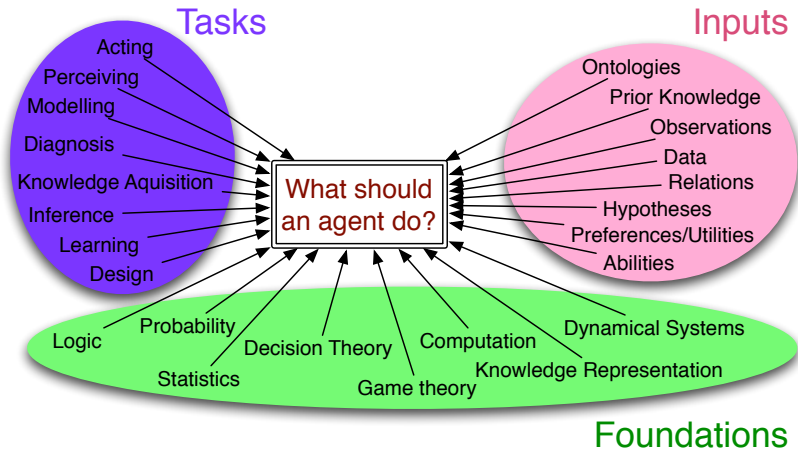 Tasks
Inputs
Acting
Perceiving
Modelling
Diagnosis
Knowledge Aquisition
Inference
Learning
Design
Ontologies
Prior Knowledge
Observations
Data
Relations
Hypotheses
Preferences/Utilities
Abilities
What should
an agent do?
Logic
Probability
Statistics
Decision Theory
Game theory
Computation
Knowledge Representation
Dynamical Systems
Foundations